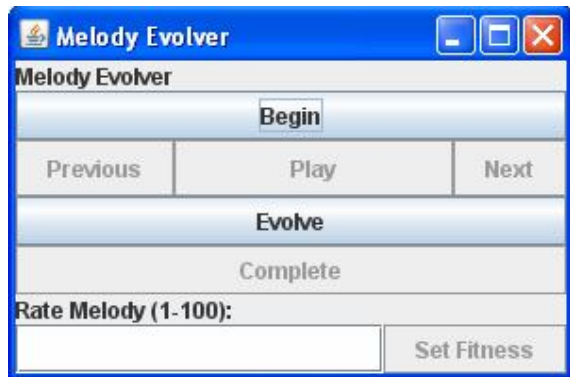 Melody Evolver
Melody Evolver
Begin
Previous Play Next
Evolve
Complete
Rate Melody (1-100):
Set Fitness